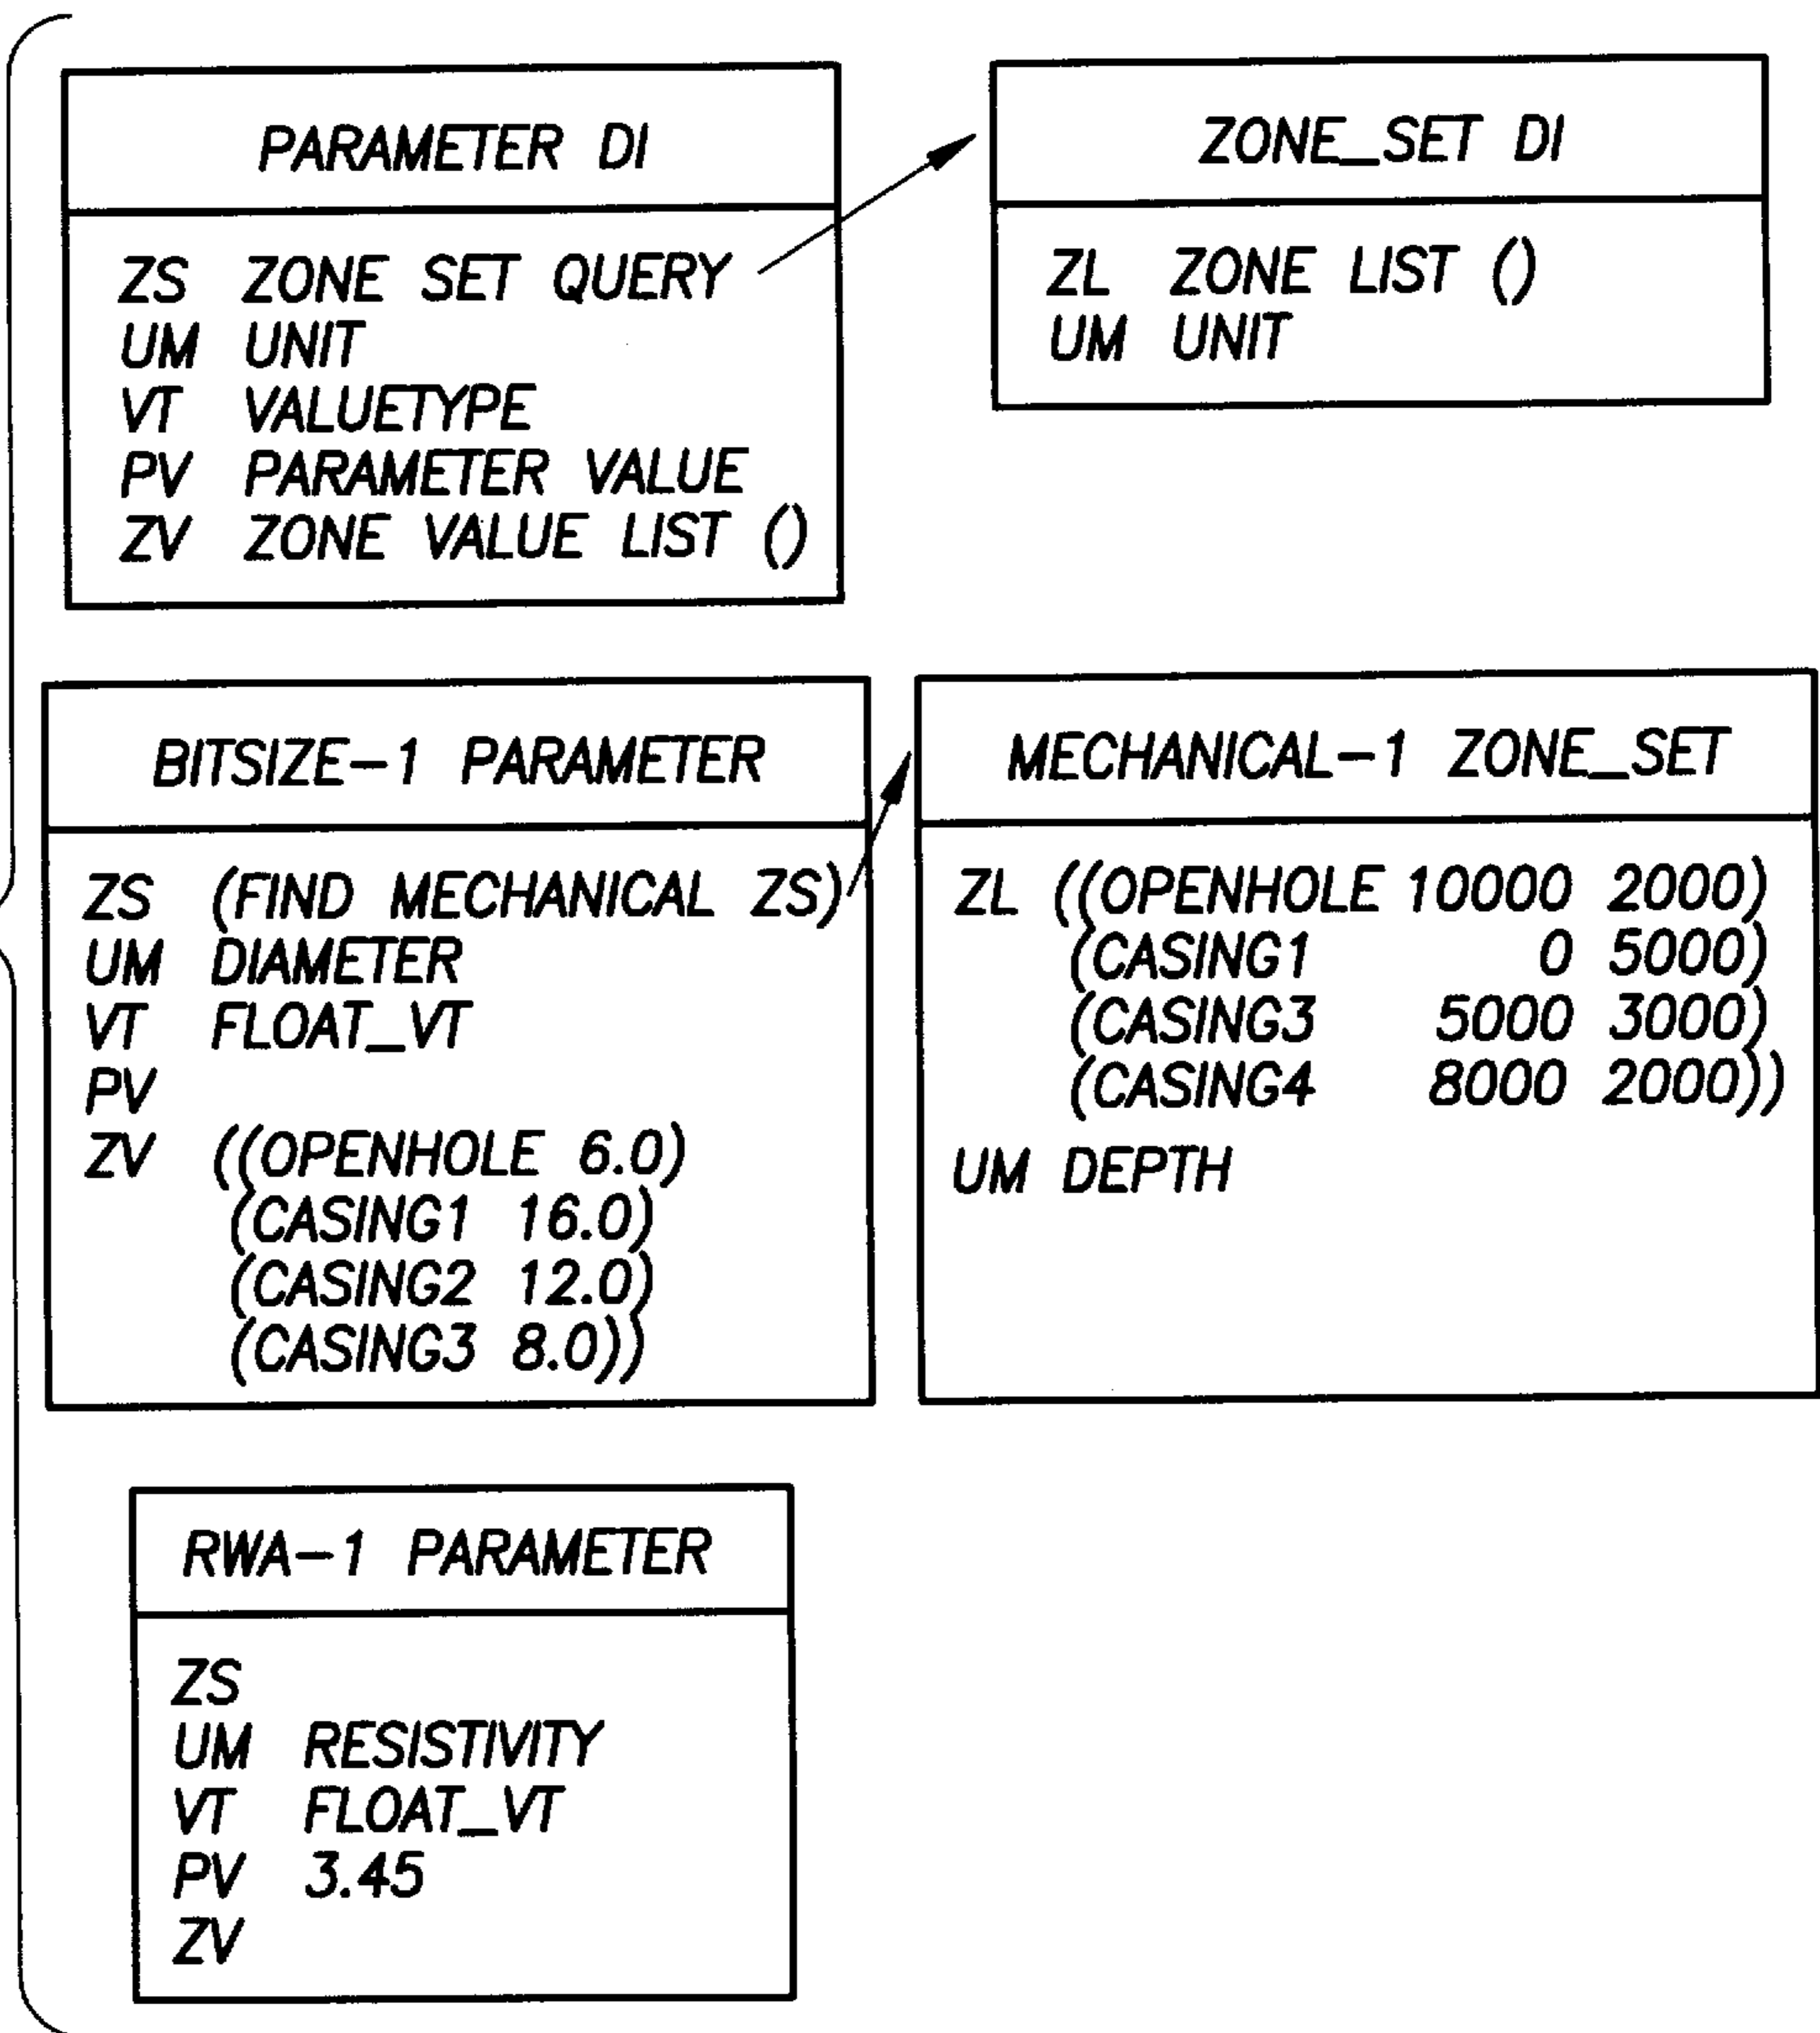 PARAMETER DI
ZS ZONE SET QUERY
UM UNIT
VT VALUETYPE
PV PARAMETER VALUE
ZV ZONE VALUE LIST ()
ZONE_SET DI
ZL ZONE LIST ()
UM UNIT
BITSIZE-1 PARAMETER
ZS (FIND MECHANICAL ZS)
UM DIAMETER
VT FLOAT_VT
PV
ZV ((OPENHOLE 6.0)
(CASING1 16.0)
(CASING2 12.0)
(CASING3 8.0))
MECHANICAL-1 ZONE_SET
ZL ((OPENHOLE 10000 2000)
(CASING1 0 5000)
(CASING3 5000 3000)
(CASING4 8000 2000))
UM DEPTH
RWA-1 PARAMETER
ZS
UM RESISTIVITY
VT FLOAT_VT
PV 3.45
ZV